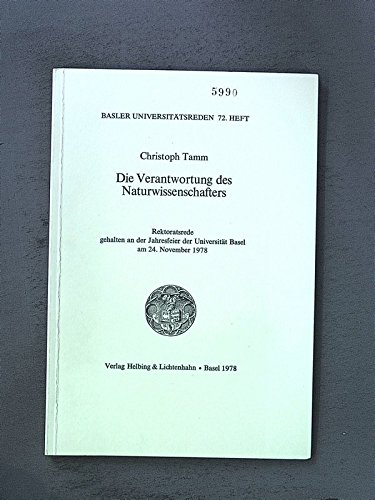 5990
BASLER UNIVERSITÄTSREDEN 72. HEFT
Christoph Tamm
Die Verantwortung des
Naturwissenschafters
Rektoratsrede
gehalten an der Jahresfeier der Universität Basel
am 24. November 1978
Verlag Helbing & Lichtenhahn • Basel 1978